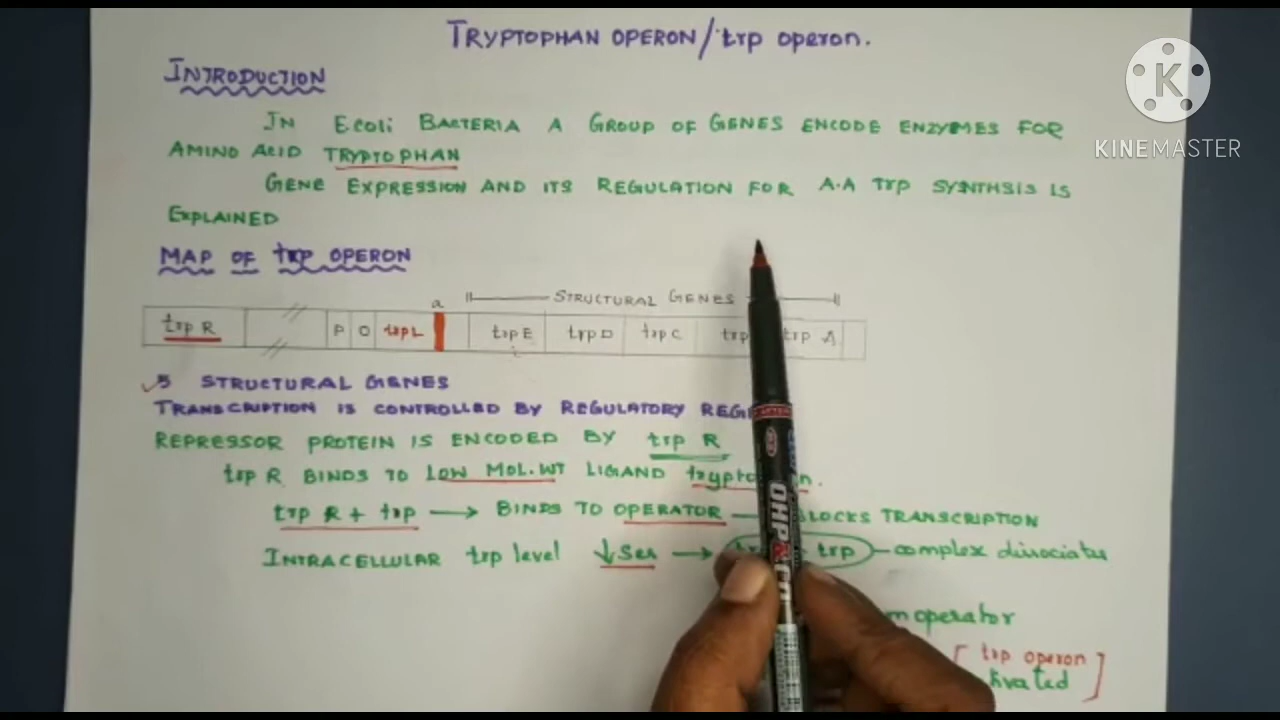 TRYPTOPHAN OPERON/trp operon.
INTRODUCTION
IN E.coli BACTERIA A GROUP OF GENES ENCODE ENZYMES FOR
AMINO ACID TRYPTOPHAN
GENE EXPRESSION AND ITS REGULATION FOR A.A trp SYNTHSIS IS
EXPLAINED
MAP OF trp OPERON
a STRUCTURAL GENES
trp R P O trpL trpE trpD trpC trp trp A
5 STRUCTURAL GENES
TRANSCRIPTION IS CONTROLLED BY REGULATORY
REPRESSOR PROTEIN IS ENCODED BY trp R
trp R BINDS TO LOW MOL.WT LIGAND
trp R + trp → BINDS TO OPERATOR — TRANSCRIPTION
INTRACELLULAR trp level ↓ses → trp — complex dissociates
operator
[trp operon
]
K
KINEMASTER
OHP